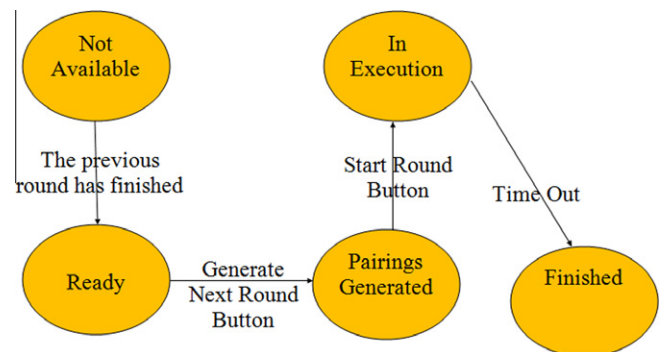 Not
Available
The previous
round has finished
Ready
Generate
Next Round
Button
Pairings
Generated
Start Round
Button
In
Execution
Time Out
Finished